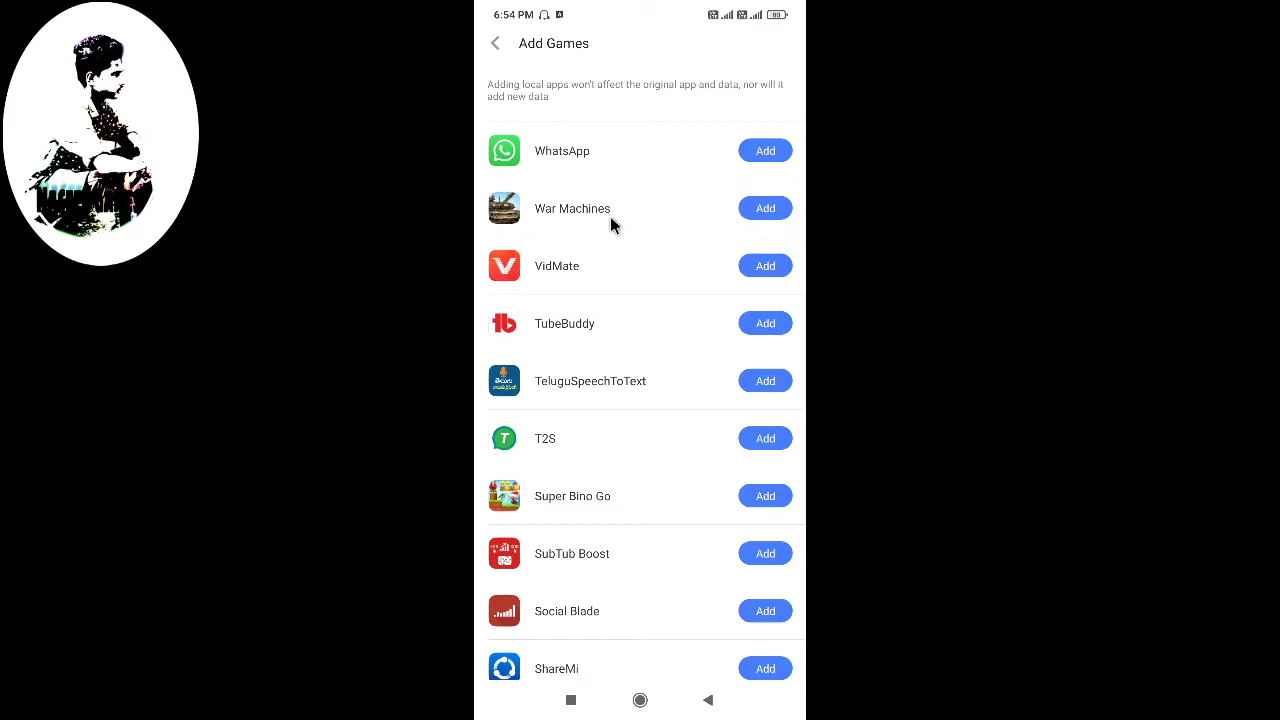 6:54 PM
80
Add Games
Adding local apps won't affect the original app and data, nor will it
add new data
WhatsApp
Add
War Machines
Add
VidMate
Add
TubeBuddy
Add
TeluguSpeechToText
Add
T2S
Add
Super Bino Go
Add
SubTub Boost
Add
Social Blade
Add
ShareMi
Add